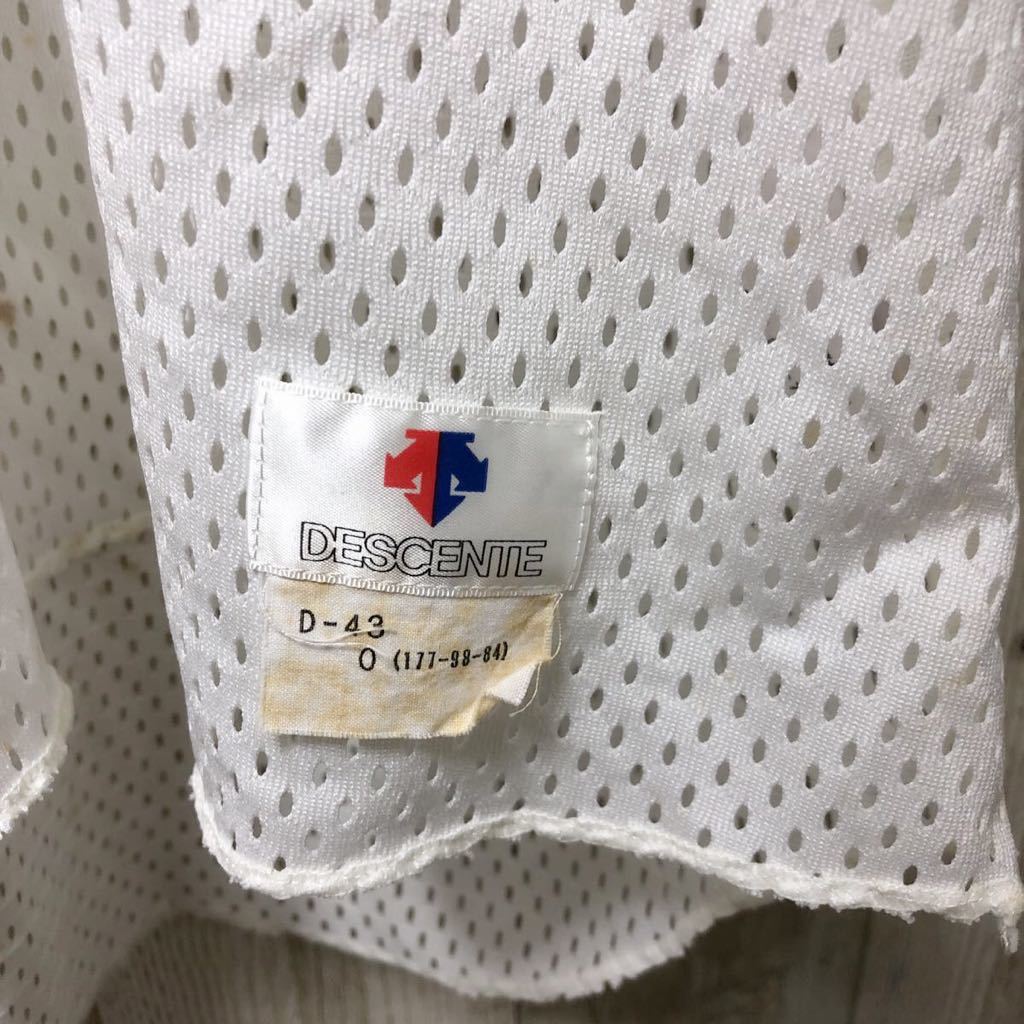 DESCENTE
D-43
O (177-98-84)